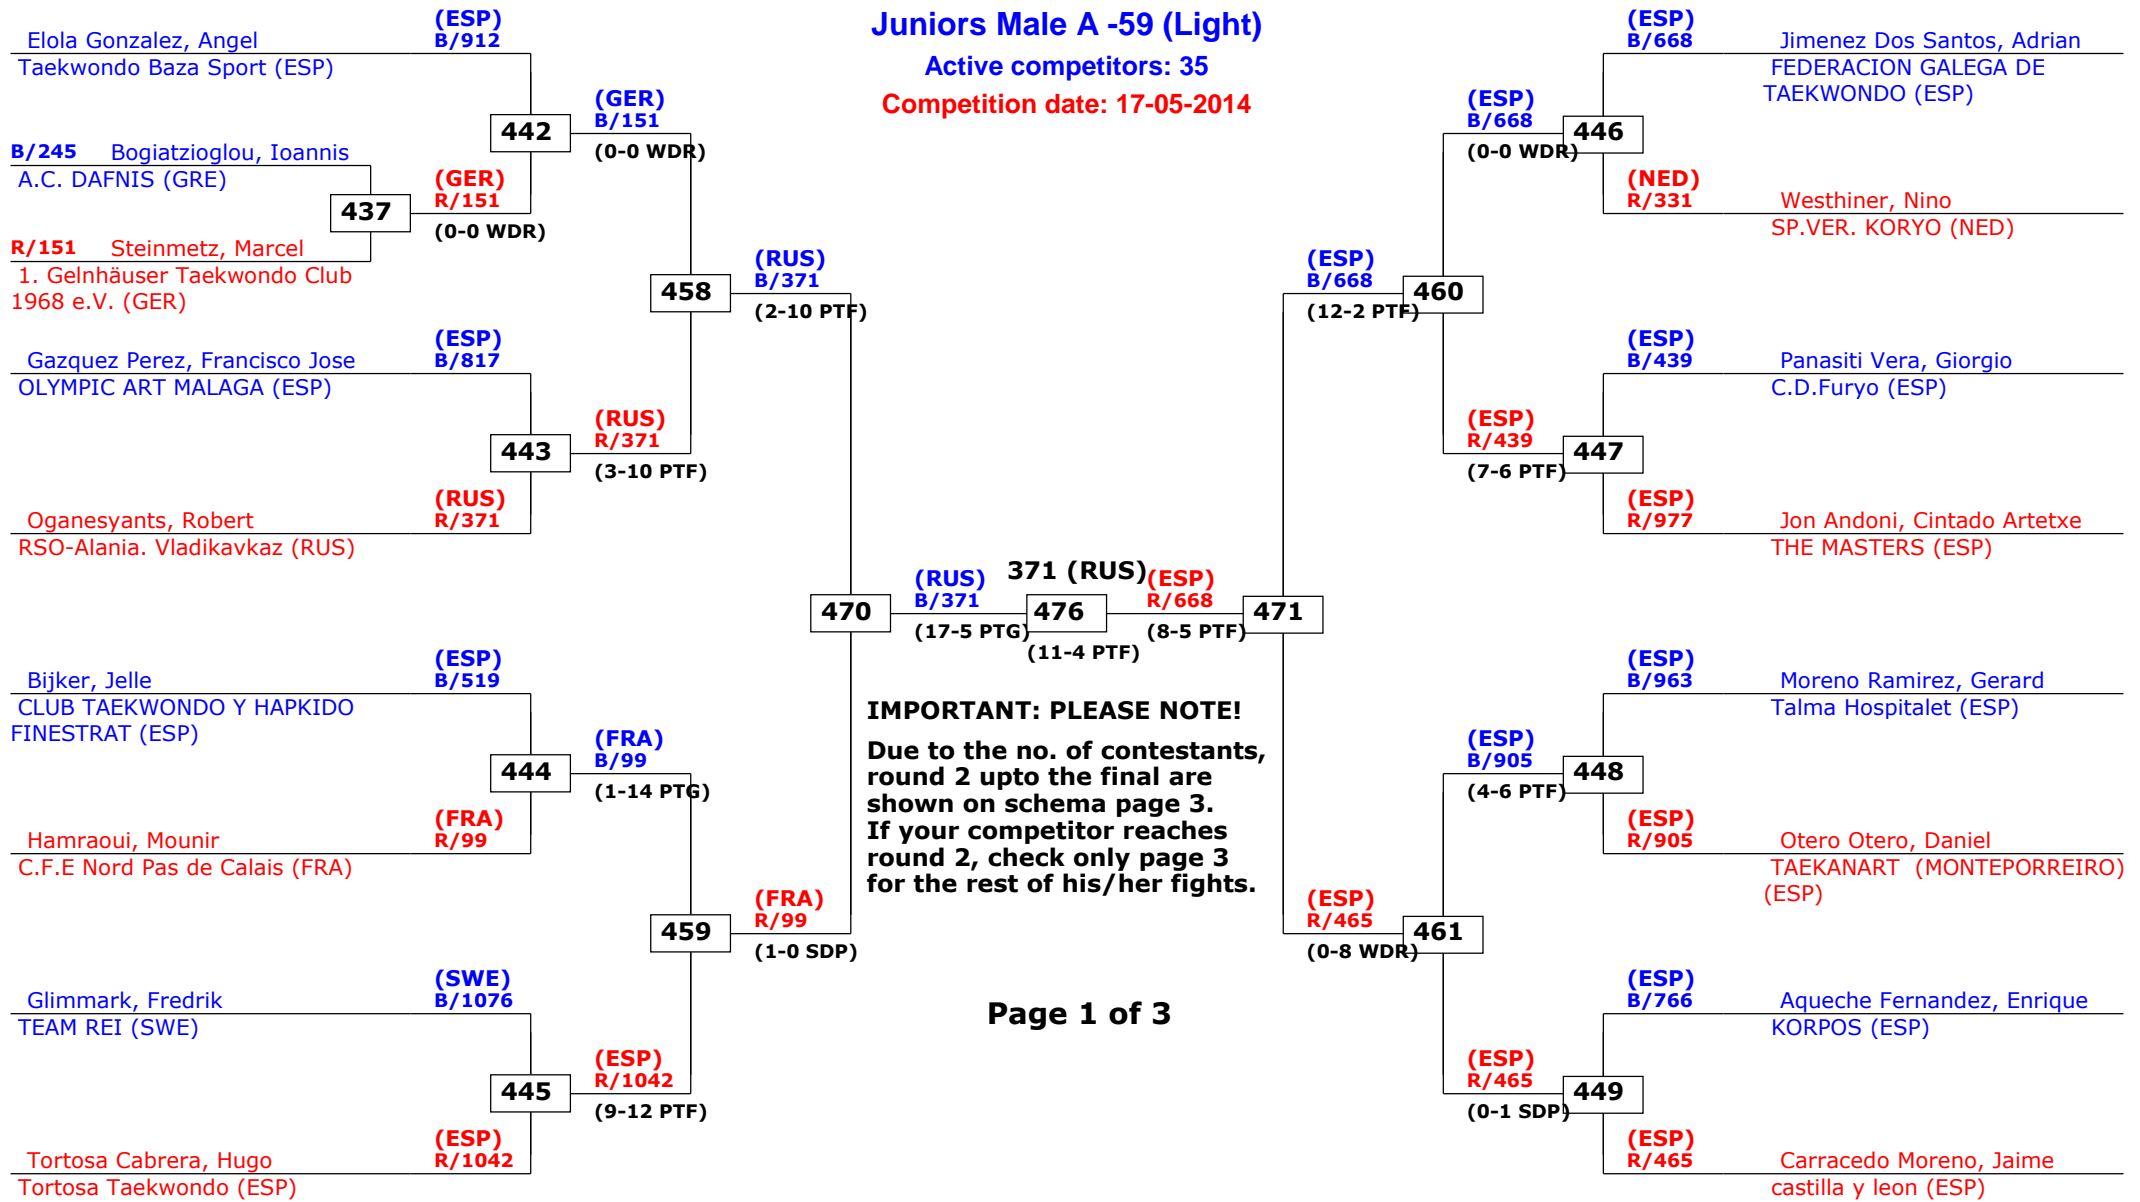 Juniors Male A -59 (Light)
Active competitors: 35
Competition date: 17-05-2014
(ESP)
Elola Gonzalez, Angel B/912
Taekwondo Baza Sport (ESP)
442
(GER)
B/151
(0-0 WDR)
B/245 Bogiatzioglou, Ioannis
A.C. DAFNIS (GRE)
437
(GER)
R/151
(0-0 WDR)
R/151 Steinmetz, Marcel
1. Gelnhäuser Taekwondo Club
1968 e.V. (GER)
458
(RUS)
B/371
(2-10 PTF)
(ESP)
Gazquez Perez, Francisco Jose B/817
OLYMPIC ART MALAGA (ESP)
443
(RUS)
R/371
(3-10 PTF)
(RUS)
Oganesyants, Robert R/371
RSO-Alania. Vladikavkaz (RUS)
470
(RUS)
B/371
(17-5 PTG)
371 (RUS)
476
(11-4 PTF)
(ESP)
R/668
(8-5 PTF)
471
(ESP)
Bijker, Jelle B/519
CLUB TAEKWONDO Y HAPKIDO
FINESTRAT (ESP)
444
(FRA)
B/99
(1-14 PTG)
(FRA)
Hamraoui, Mounir R/99
C.F.E Nord Pas de Calais (FRA)
459
(FRA)
R/99
(1-0 SDP)
(SWE)
Glimmark, Fredrik B/1076
TEAM REI (SWE)
445
(ESP)
R/1042
(9-12 PTF)
(ESP)
Tortosa Cabrera, Hugo R/1042
Tortosa Taekwondo (ESP)
IMPORTANT: PLEASE NOTE!
Due to the no. of contestants,
round 2 upto the final are
shown on schema page 3.
If your competitor reaches
round 2, check only page 3
for the rest of his/her fights.
Page 1 of 3
(ESP)
B/668 Jimenez Dos Santos, Adrian
FEDERACION GALEGA DE
TAEKWONDO (ESP)
(ESP)
B/668
(0-0 WDR)
446
(NED)
R/331 Westhiner, Nino
SP.VER. KORYO (NED)
(ESP)
B/668
(12-2 PTF)
460
(ESP)
B/439 Panasiti Vera, Giorgio
C.D.Furyo (ESP)
(ESP)
R/439
(7-6 PTF)
447
(ESP)
R/977 Jon Andoni, Cintado Artetxe
THE MASTERS (ESP)
(ESP)
B/963 Moreno Ramirez, Gerard
Talma Hospitalet (ESP)
(ESP)
B/905
(4-6 PTF)
448
(ESP)
R/905 Otero Otero, Daniel
TAEKANART (MONTEPORREIRO)
(ESP)
(ESP)
R/465
(0-8 WDR)
461
(ESP)
B/766 Aqueche Fernandez, Enrique
KORPOS (ESP)
(ESP)
R/465
(0-1 SDP)
449
(ESP)
R/465 Carracedo Moreno, Jaime
castilla y leon (ESP)